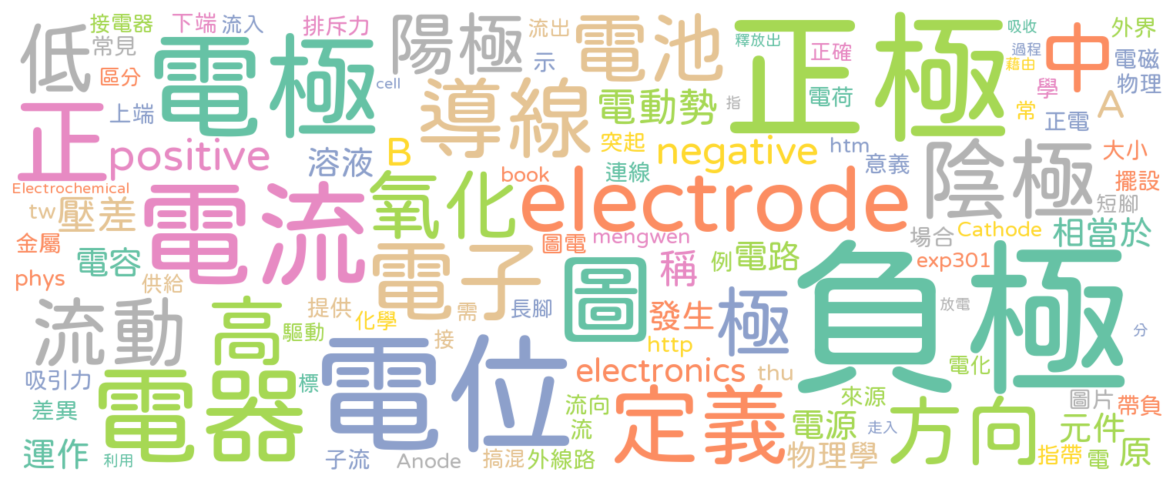 接電器 下端 流入 排斥力 陽極 流出 電池 正極 吸收 外界
低 常見 電極 釋放出 正確 中 過程 電磁
區分 cell 導線 示 電動勢 指 電荷 藉由 物理
正 上端 學 常 正電 A
positive 溶液 B 突起 negative htm 意義 陰極 大小
Electrochemical 電流 氧化 book 連線 electrode 擺設
tw 壓差 短腳
金屬 電子 圖電 mengwen 稱 例 電路 場合 Cathode 相當於
phys 電容 供給 圖 exp301
流動 高 提供 化學 需 長腳 發生 極 負極 放電
驅動 接 http 分
吸引力 電器 標 電位 electronics thu 電化
差異 流向 定義 來源 方向 圖片 帶負
流 電源 走入 元件
運作 利用 子流 Anode 搞混 外線路 物理學 指帶 電 原